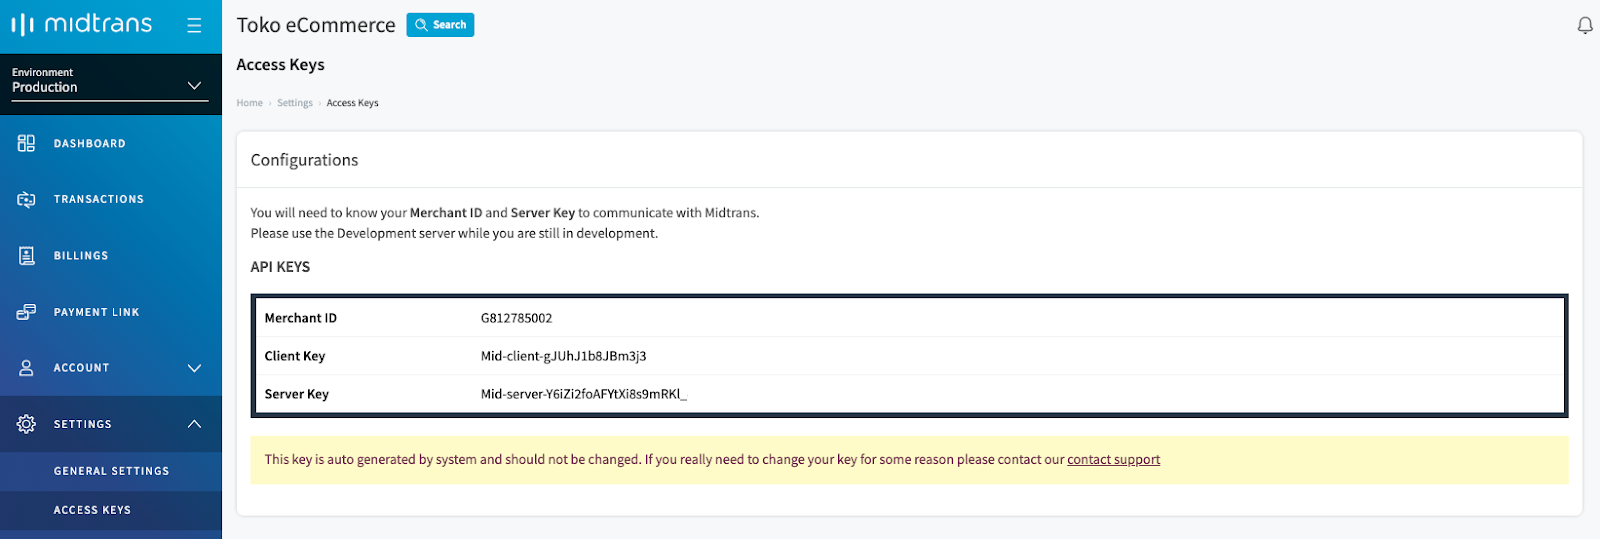 midtrans
Environment
Production
DASHBOARD
TRANSACTIONS
BILLINGS
PAYMENT LINK
ACCOUNT
SETTINGS
GENERAL SETTINGS
ACCESS KEYS
Toko eCommerce
Search
Access Keys
Home › Settings › Access Keys
Configurations
You will need to know your Merchant ID and Server Key to communicate with Midtrans.
Please use the Development server while you are still in development.
API KEYS
Merchant ID G812785002
Client Key Mid-client-gJUhJ1b8JBm3j3
Server Key Mid-server-Y6iZi2foAFYtXi8s9mRKl_
This key is auto generated by system and should not be changed. If you really need to change your key for some reason please contact our contact support